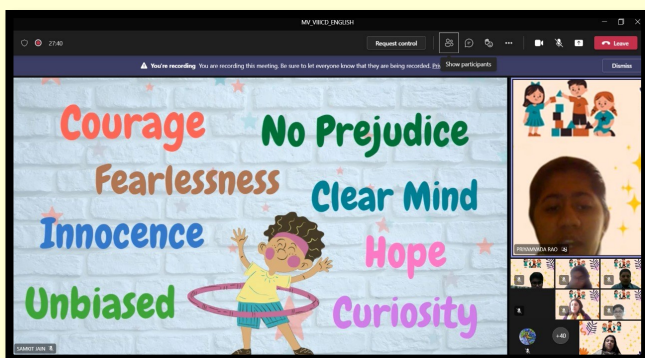 MV_VIIICD_ENGLISH
27:40
Request control
Leave
You're recording You are recording this meeting. Be sure to let everyone know that they are being recorded.
Show participants
Dismiss
Courage
No Prejudice
Fearlessness
Clear Mind
Innocence
Hope
Unbiased
Curiosity
SAMKIT JAIN
PRIYAMVADA RAO
+40